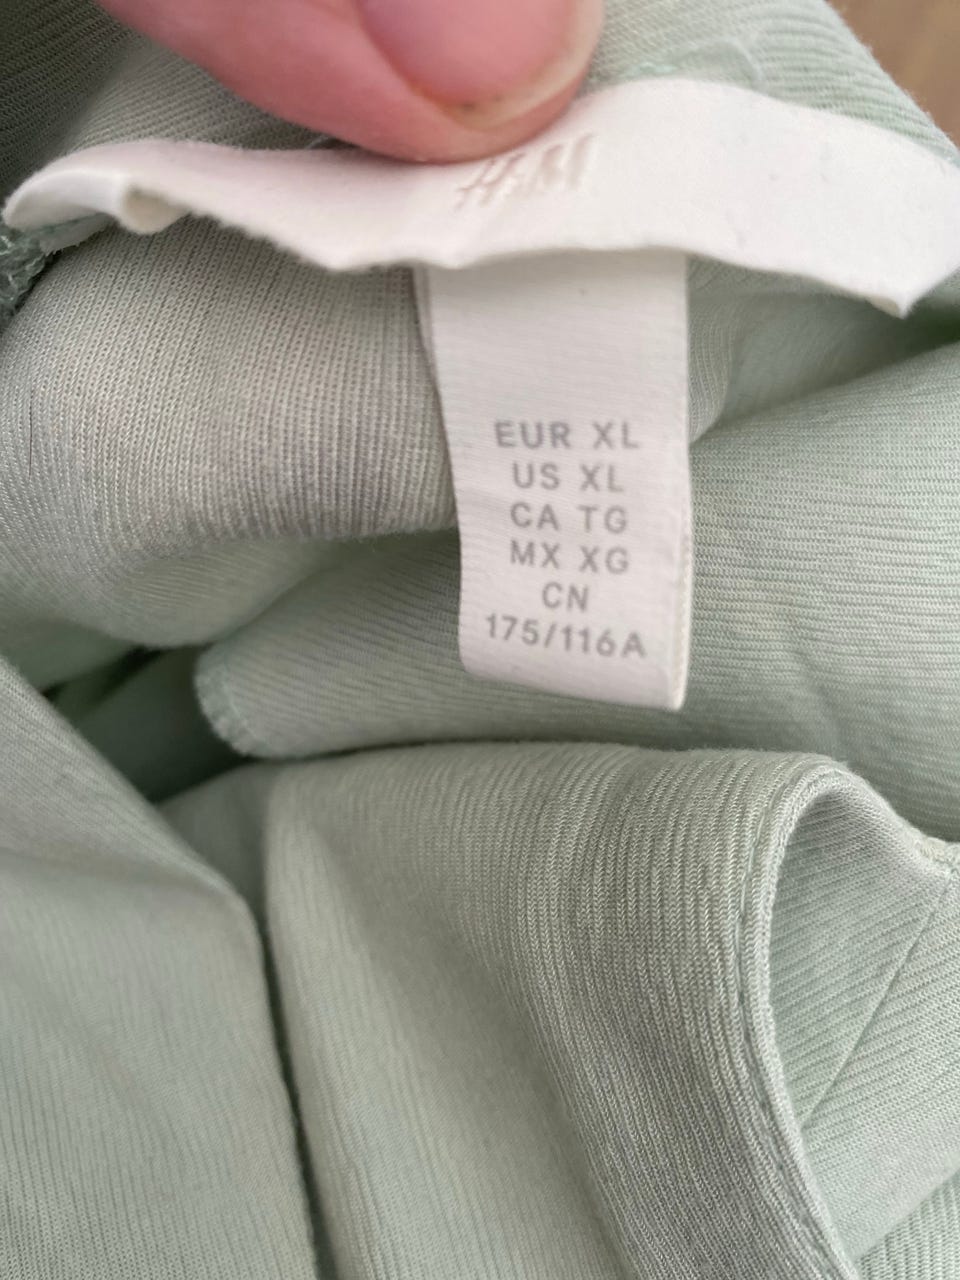 H&M
EUR XL
US XL
CA TG
MX XG
CN
175/116A